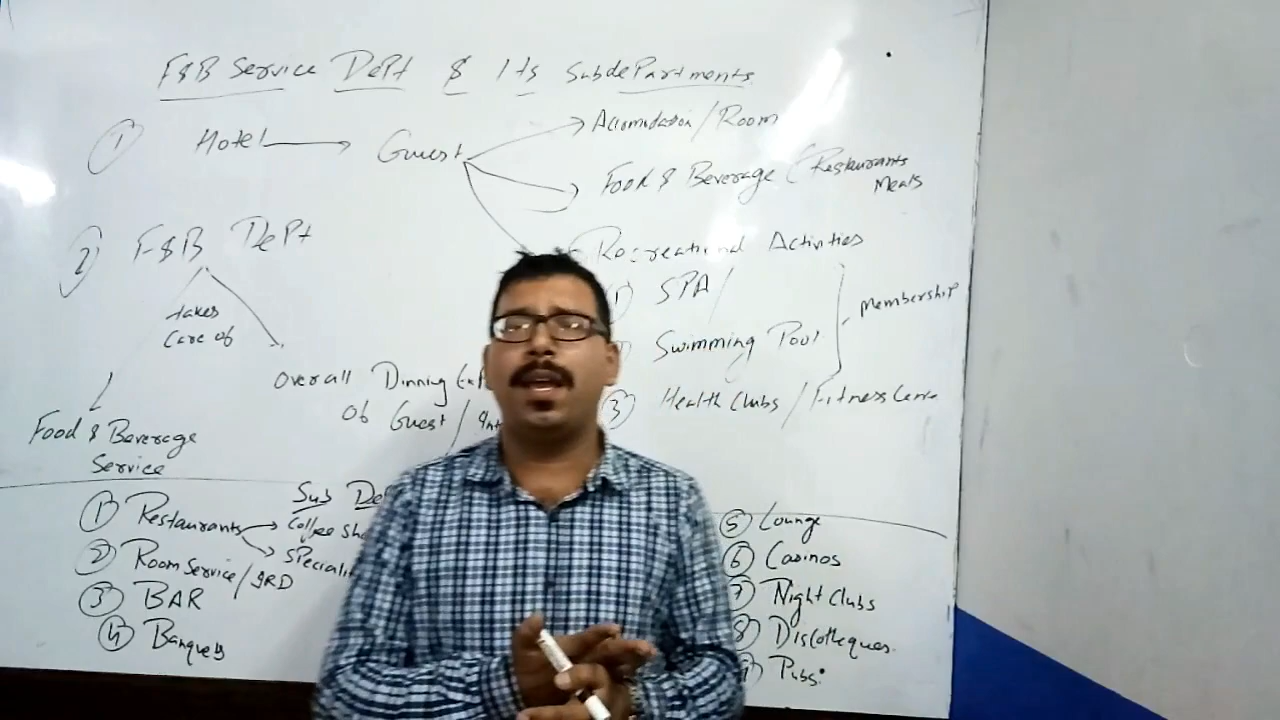 F&B Service Dept & Its Subdepartments
① Hotel → Guest → Accomodation / Room
Food & Beverage (Restaurants
Meals
2) F&B Dept
Recreational Activities
takes
Care of
1) SPA /
Membership
Swimming Pool
Overall Dinning
Of Guest /
③ Health Clubs / Fitness
Food & Beverage
Service
Sub De
① Restaurants → Coffee Sh
→ Speciali
② Room Service / IRD
③ BAR
④ Banquets
⑤ Lounge
⑥ Casinos
⑦ Night Clubs
⑧ Discotheques.
Pubs